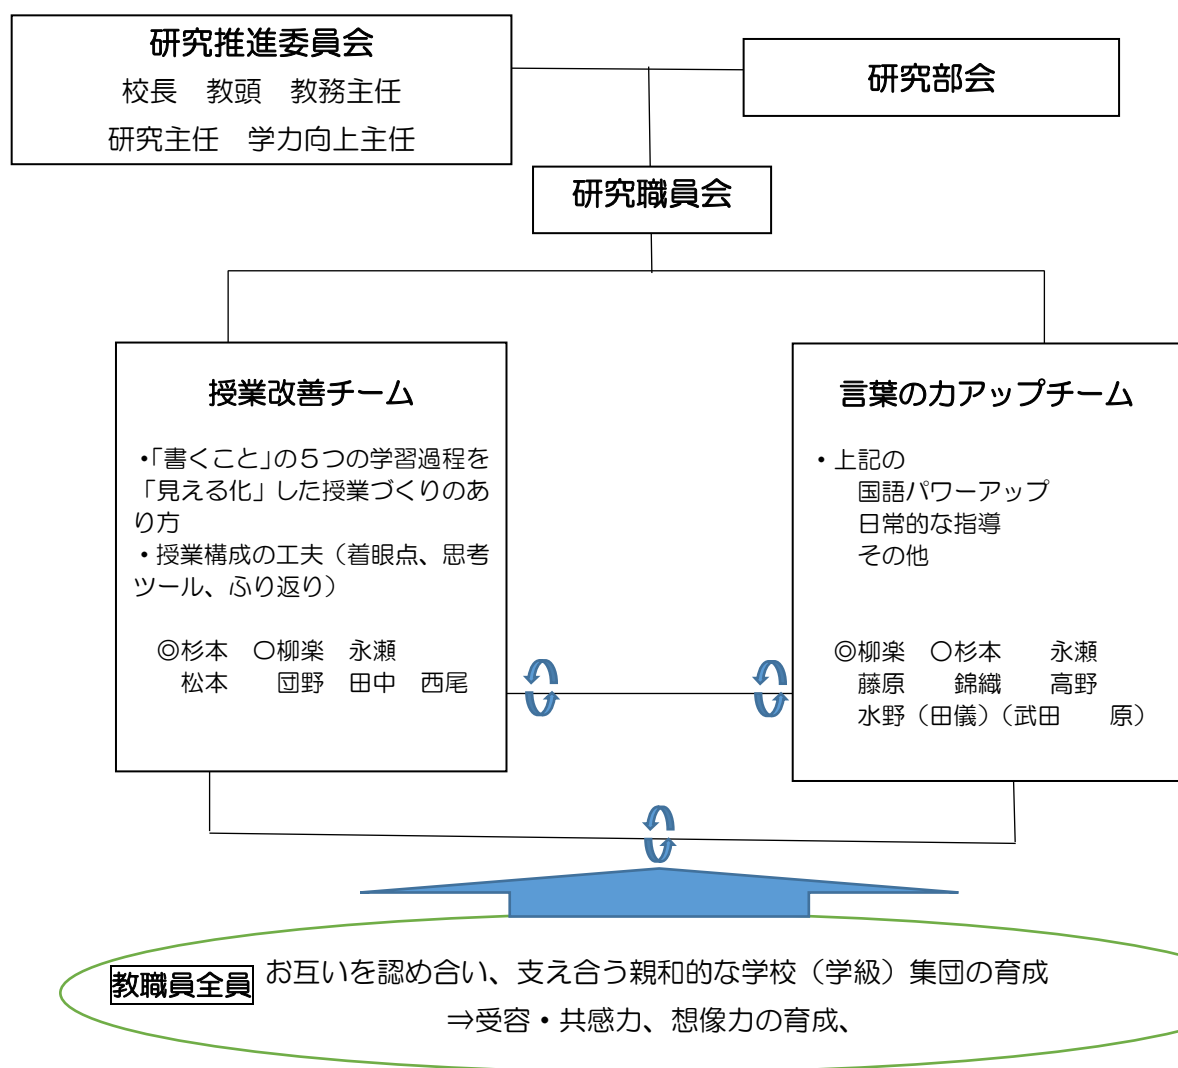 研究推進委員会
校長　教頭　教務主任
研究主任　学力向上主任
研究部会
研究職員会
授業改善チーム
・「書くこと」の５つの学習過程を
「見える化」した授業づくりのあ
り方
・授業構成の工夫（着眼点、思考
ツール、ふり返り）
◎杉本　〇柳楽　永瀬
松本　　団野　田中　西尾
言葉の力アップチーム
・上記の
国語パワーアップ
日常的な指導
その他
◎柳楽　〇杉本　　永瀬
藤原　　錦織　　高野
水野（田儀）（武田　　原）
教職員全員
お互いを認め合い、支え合う親和的な学校（学級）集団の育成
⇒受容・共感力、想像力の育成、